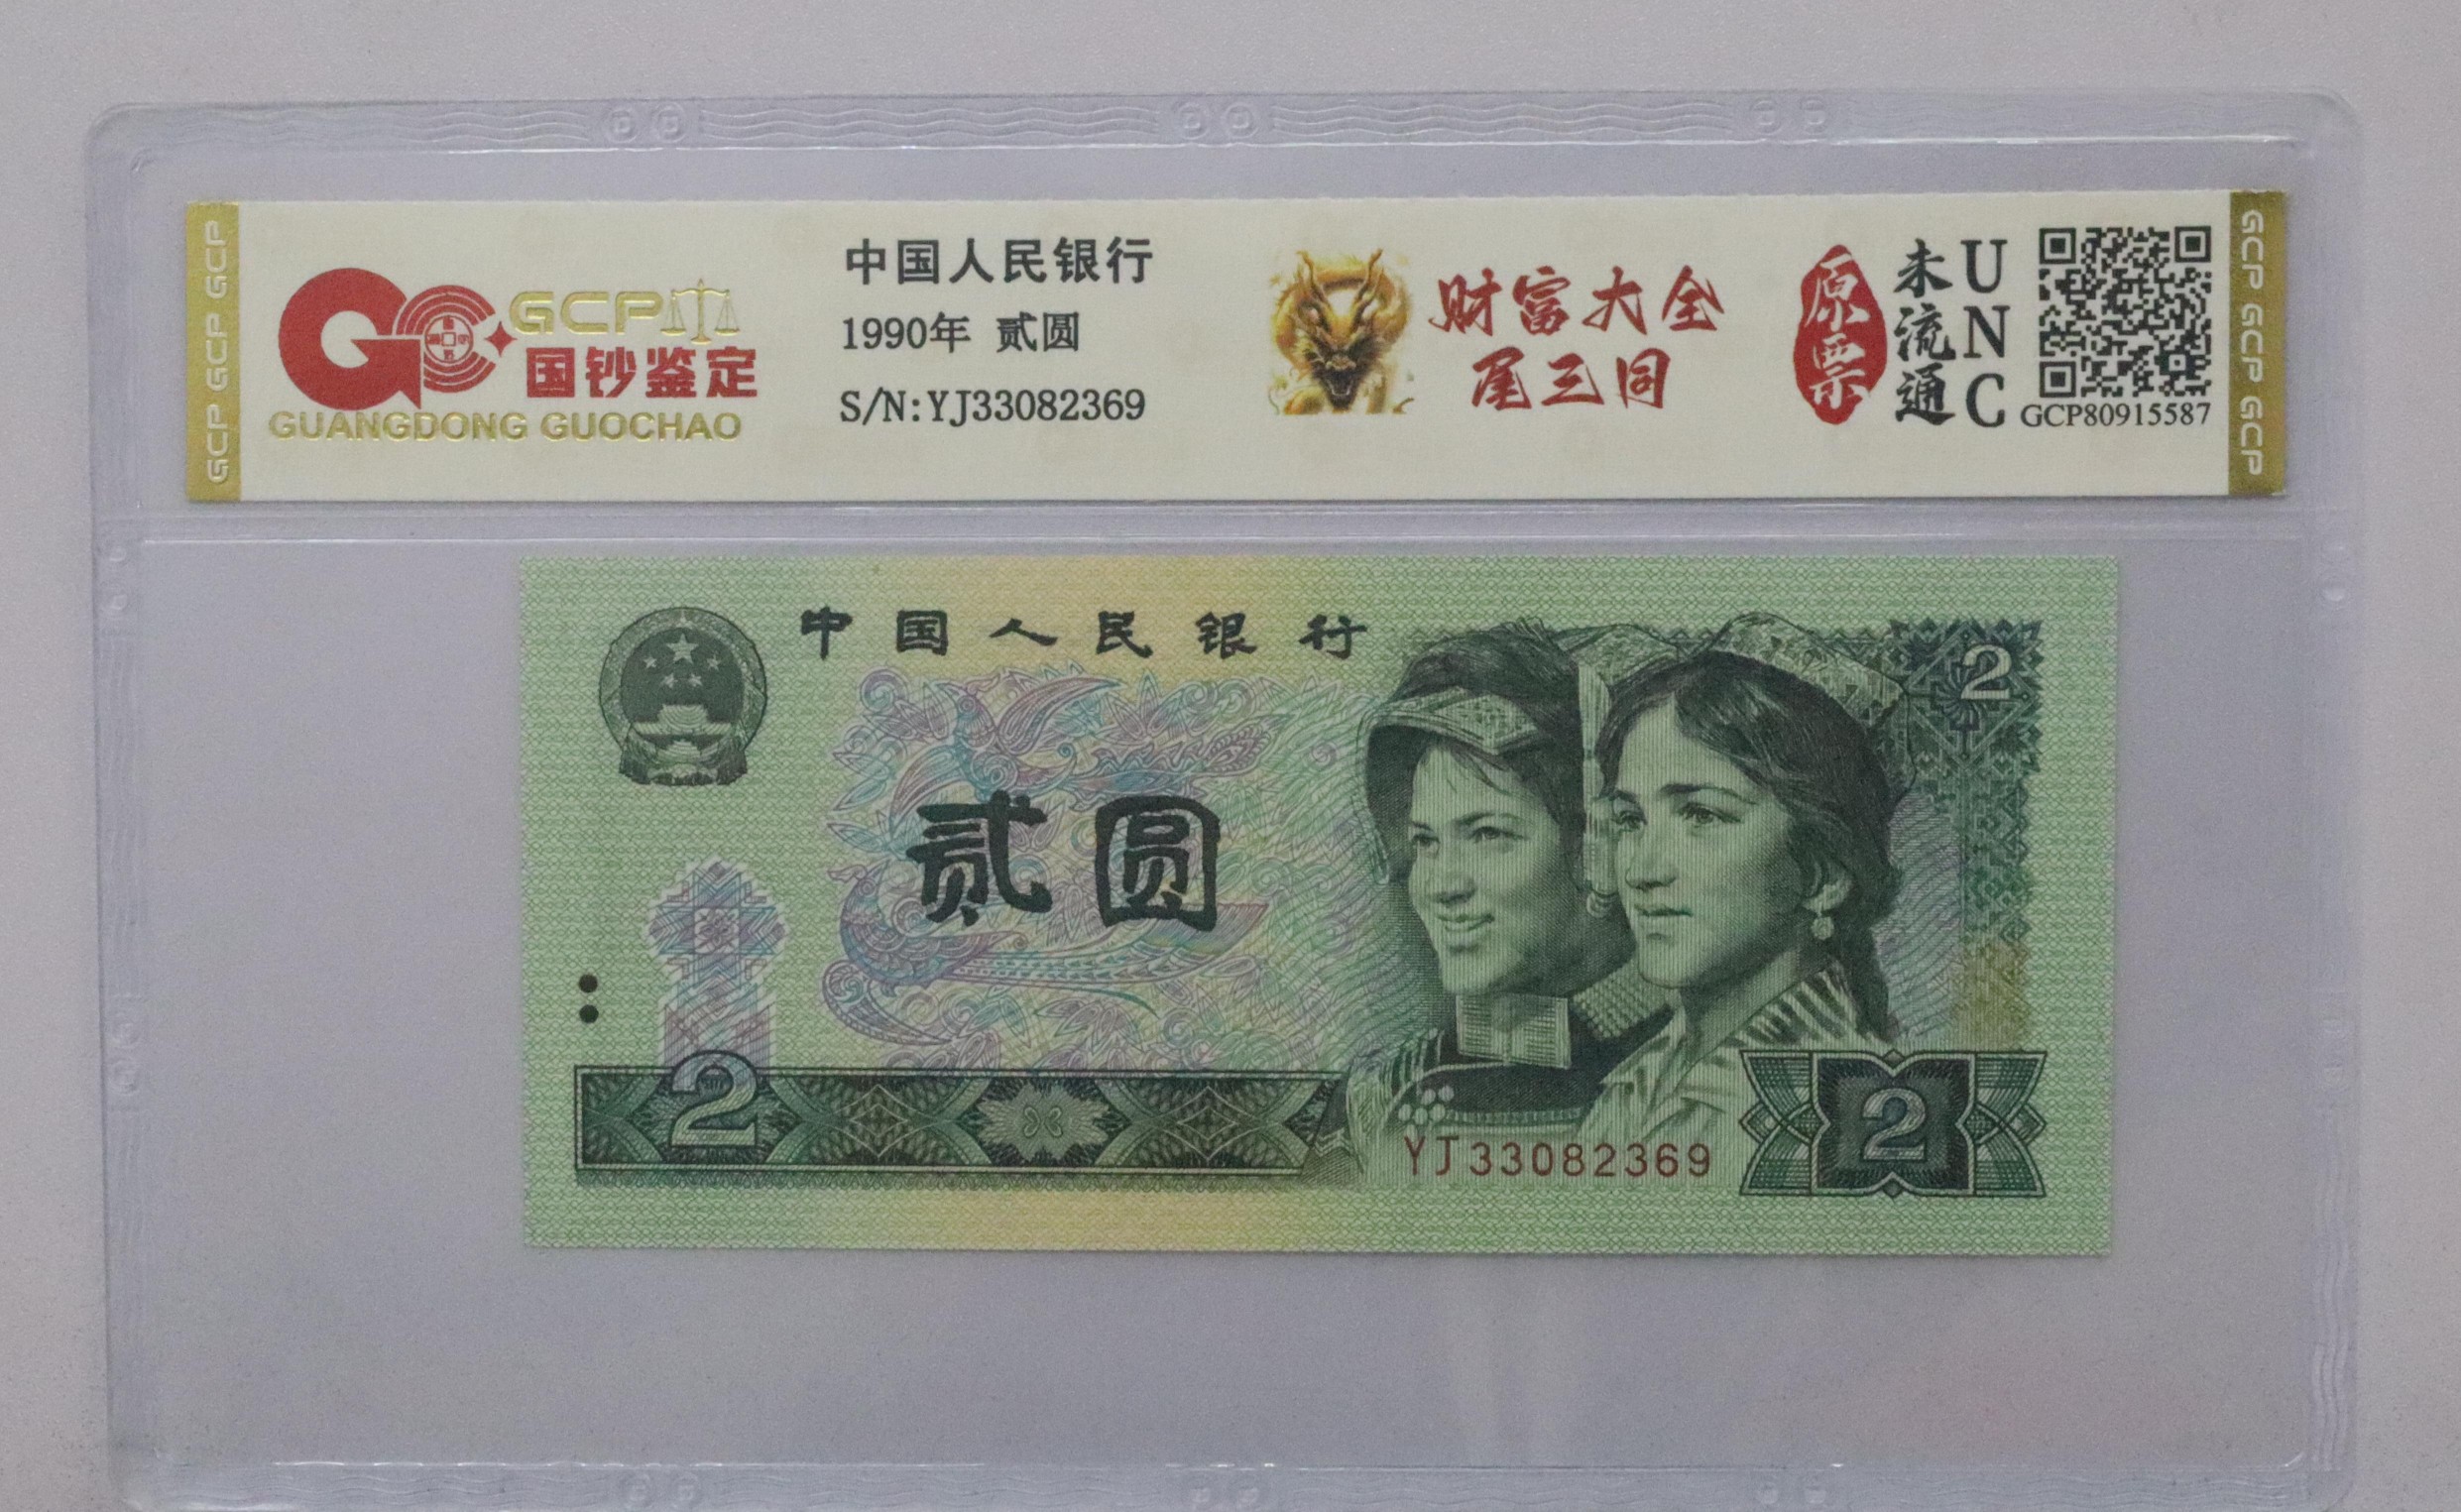 GCP GCP GCP
GCP
国钞鉴定
GUANGDONG GUOCHAO
中国人民银行
1990年 贰圆
S/N:YJ33082369
财富大全
尾三同
原票
未流通
UNC
GCP80915587
GCP GCP GCP
中国人民银行
贰圆
2
2
2
YJ33082369